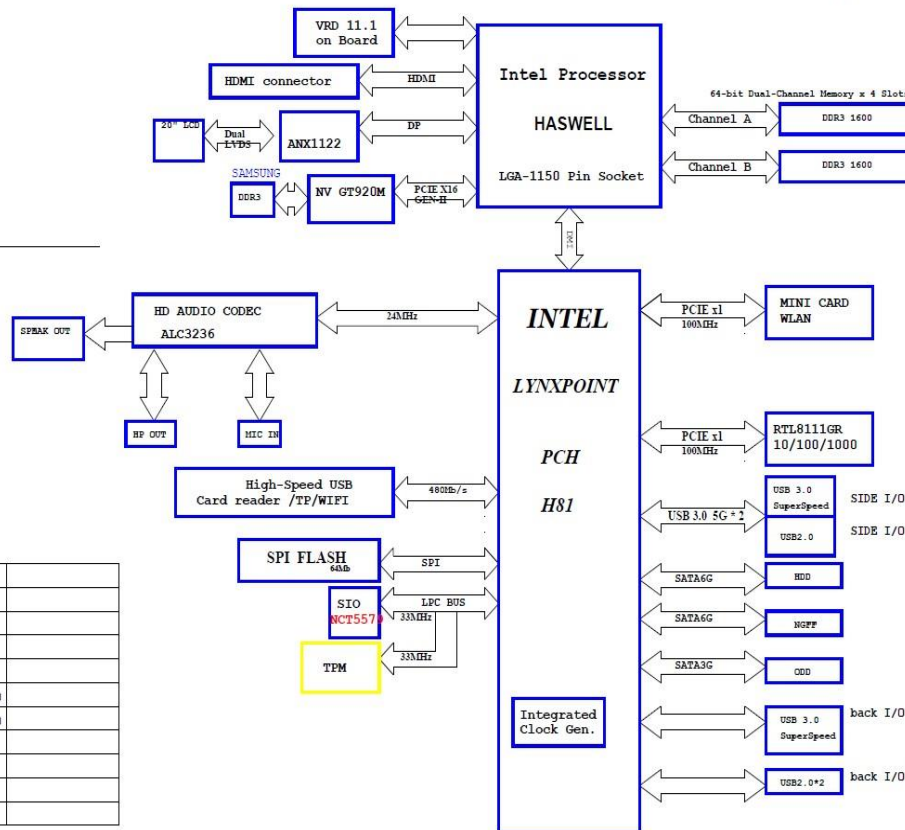 VRD 11.1
on Board
HDMI connector
HDMI
20" LCD
Dual
LVDS
ANX1122
DP
SAMSUNG
DDR3
NV GT920M
PCIE X16
GEN-II
Intel Processor
HASWELL
LGA-1150 Pin Socket
64-bit Dual-Channel Memory x 4 Slots
Channel A
DDR3 1600
Channel B
DDR3 1600
DMI
HD AUDIO CODEC
ALC3236
24MHz
SPEAK OUT
HP OUT
MIC IN
High-Speed USB
Card reader /TP/WIFI
480Mb/s
SPI FLASH
64Mb
SPI
SIO
NCT5579
LPC BUS
33MHz
TPM
33MHz
INTEL
LYNXPOINT
PCH
H81
Integrated
Clock Gen.
PCIE x1
100MHz
MINI CARD
WLAN
PCIE x1
100MHz
RTL8111GR
10/100/1000
USB 3.0 5G * 2
USB 3.0
SuperSpeed
SIDE I/O
USB2.0
SIDE I/O
SATA6G
HDD
SATA6G
NGFF
SATA3G
ODD
USB 3.0
SuperSpeed
back I/O
USB2.0*2
back I/O